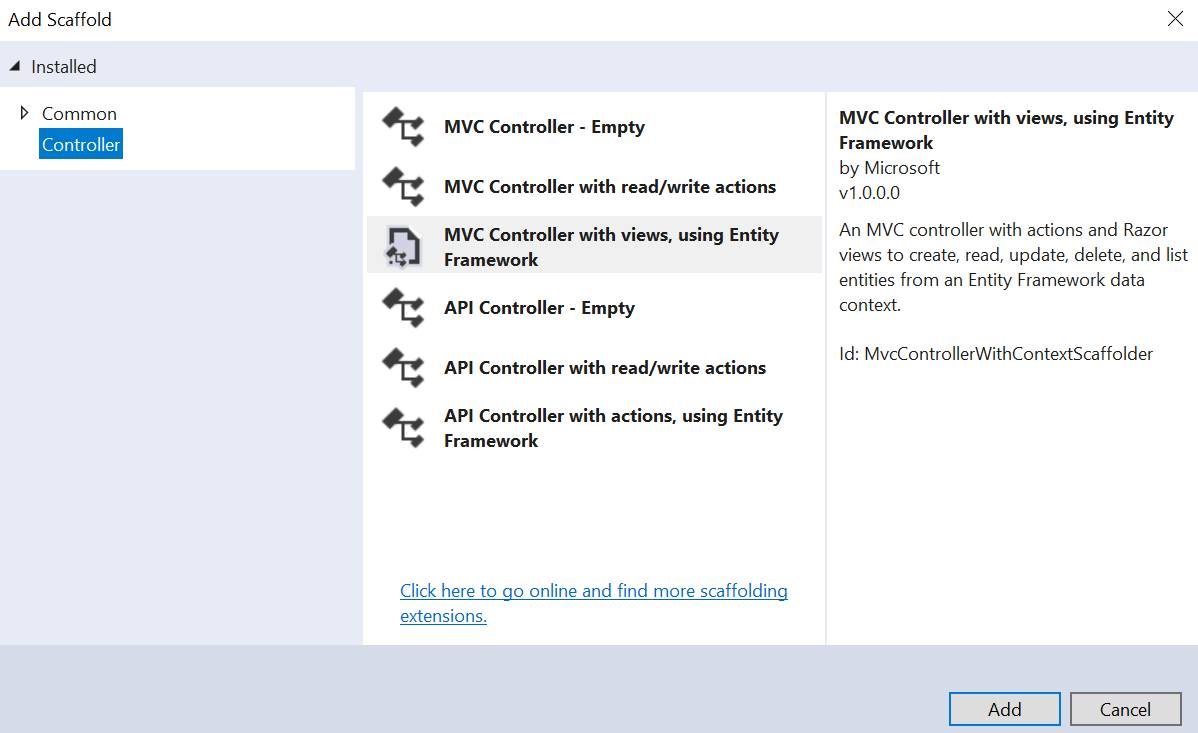 Add Scaffold
Installed
Common
Controller
MVC Controller - Empty
MVC Controller with read/write actions
MVC Controller with views, using Entity
Framework
API Controller - Empty
API Controller with read/write actions
API Controller with actions, using Entity
Framework
Click here to go online and find more scaffolding
extensions.
MVC Controller with views, using Entity
Framework
by Microsoft
v1.0.0.0
An MVC controller with actions and Razor
views to create, read, update, delete, and list
entities from an Entity Framework data
context.
Id: MvcControllerWithContextScaffolder
Add
Cancel